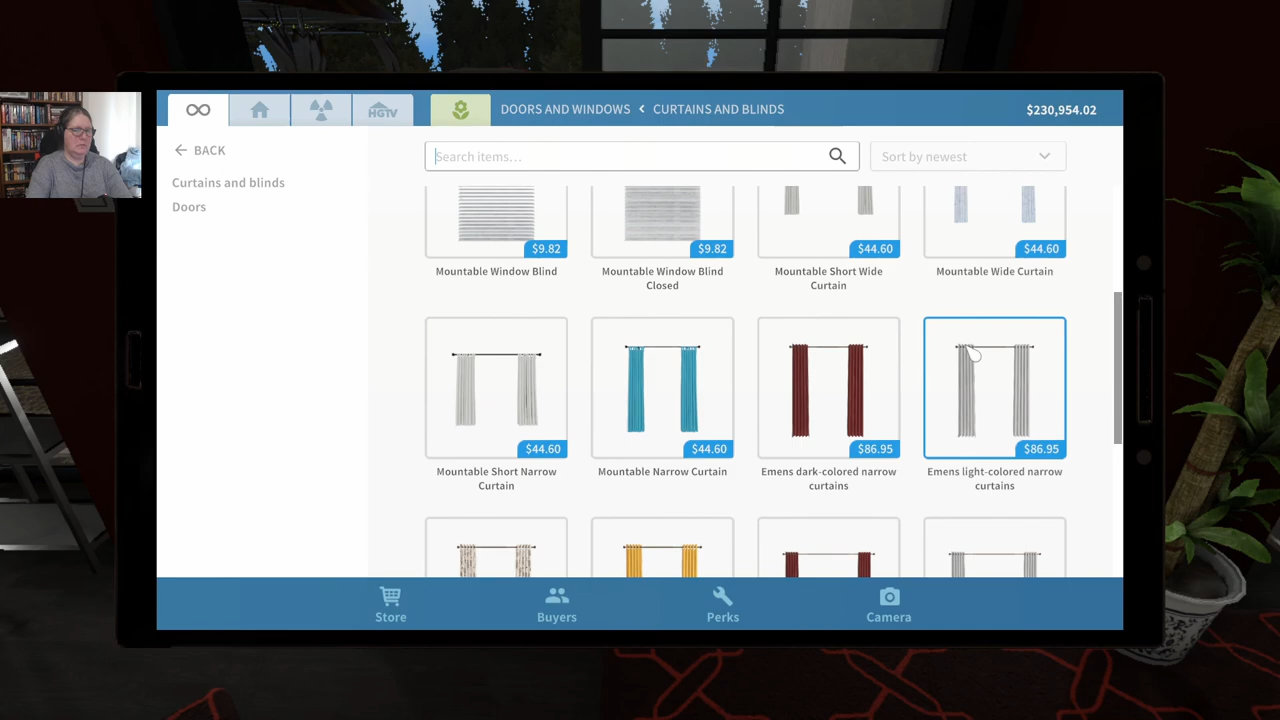 HGTV
DOORS AND WINDOWS < CURTAINS AND BLINDS
$230,954.02
BACK
Search items...
Sort by newest
Curtains and blinds
Doors
$9.82
$9.82
$44.60
$44.60
Mountable Window Blind
Mountable Window Blind
Closed
Mountable Short Wide
Curtain
Mountable Wide Curtain
$44.60
$44.60
$86.95
$86.95
Mountable Short Narrow
Curtain
Mountable Narrow Curtain
Emens dark-colored narrow
curtains
Emens light-colored narrow
curtains
Store
Buyers
Perks
Camera